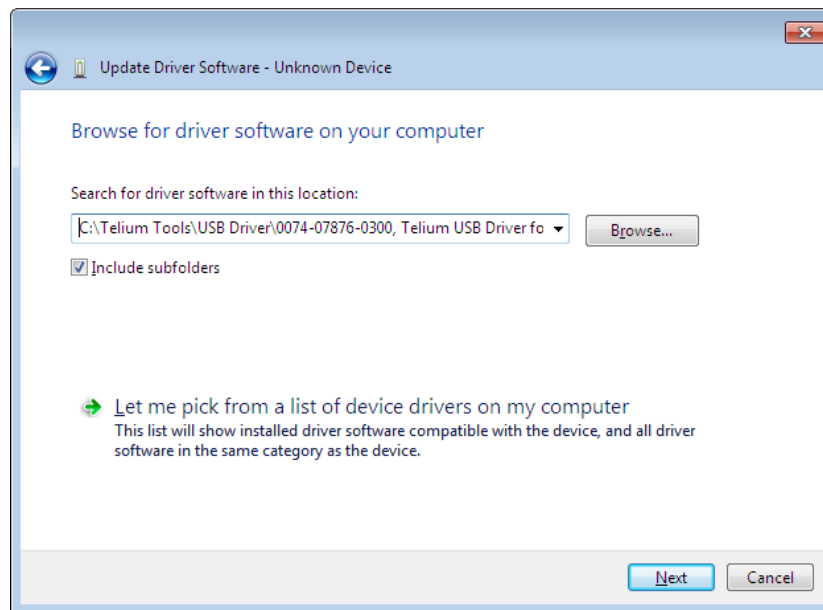 Update Driver Software - Unknown Device
Browse for driver software on your computer
Search for driver software in this location:
C:\Telium Tools\USB Driver\0074-07876-0300, Telium USB Driver fo
Browse...
Include subfolders
Let me pick from a list of device drivers on my computer
This list will show installed driver software compatible with the device, and all driver
software in the same category as the device.
Next Cancel